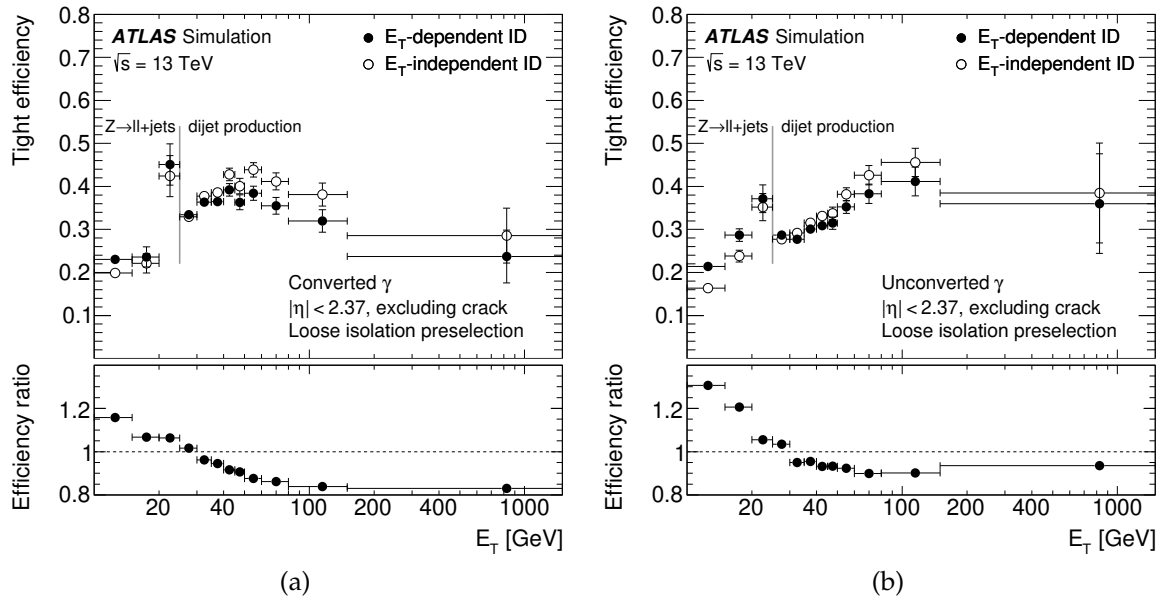 Tight efficiency
0.8
0.7
0.6
0.5
0.4
0.3
0.2
0.1
ATLAS Simulation
√s = 13 TeV
E_T-dependent ID
E_T-independent ID
Z→ll+jets
dijet production
Converted γ
|η| < 2.37, excluding crack
Loose isolation preselection
Efficiency ratio
1.2
1
0.8
20 30 40 100 200 300 400 1000
E_T [GeV]
(a)
Tight efficiency
0.8
0.7
0.6
0.5
0.4
0.3
0.2
0.1
ATLAS Simulation
√s = 13 TeV
E_T-dependent ID
E_T-independent ID
Z→ll+jets
dijet production
Unconverted γ
|η| < 2.37, excluding crack
Loose isolation preselection
Efficiency ratio
1.2
1
0.8
20 30 40 100 200 300 400 1000
E_T [GeV]
(b)